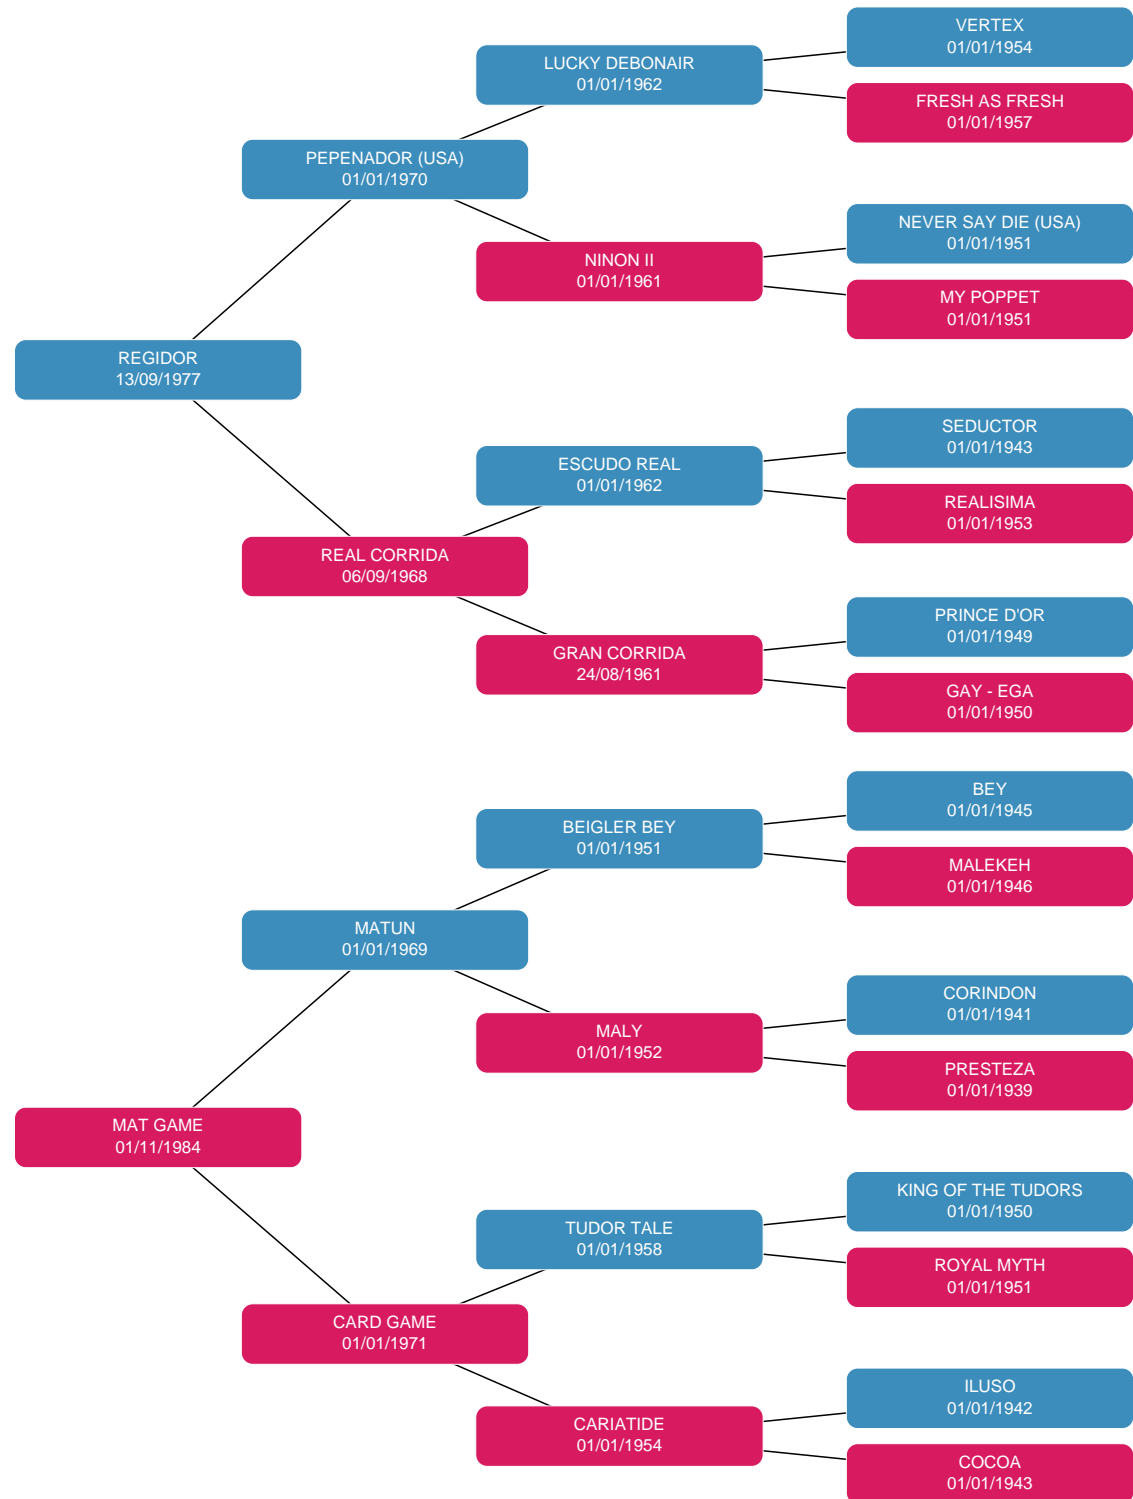 VERTEX
01/01/1954
LUCKY DEBONAIR
01/01/1962
FRESH AS FRESH
01/01/1957
PEPENADOR (USA)
01/01/1970
NEVER SAY DIE (USA)
01/01/1951
NINON II
01/01/1961
MY POPPET
01/01/1951
REGIDOR
13/09/1977
SEDUCTOR
01/01/1943
ESCUDO REAL
01/01/1962
REALISIMA
01/01/1953
REAL CORRIDA
06/09/1968
PRINCE D'OR
01/01/1949
GRAN CORRIDA
24/08/1961
GAY - EGA
01/01/1950
BEY
01/01/1945
BEIGLER BEY
01/01/1951
MALEKEH
01/01/1946
MATUN
01/01/1969
CORINDON
01/01/1941
MALY
01/01/1952
PRESTEZA
01/01/1939
MAT GAME
01/11/1984
KING OF THE TUDORS
01/01/1950
TUDOR TALE
01/01/1958
ROYAL MYTH
01/01/1951
CARD GAME
01/01/1971
ILUSO
01/01/1942
CARIATIDE
01/01/1954
COCOA
01/01/1943